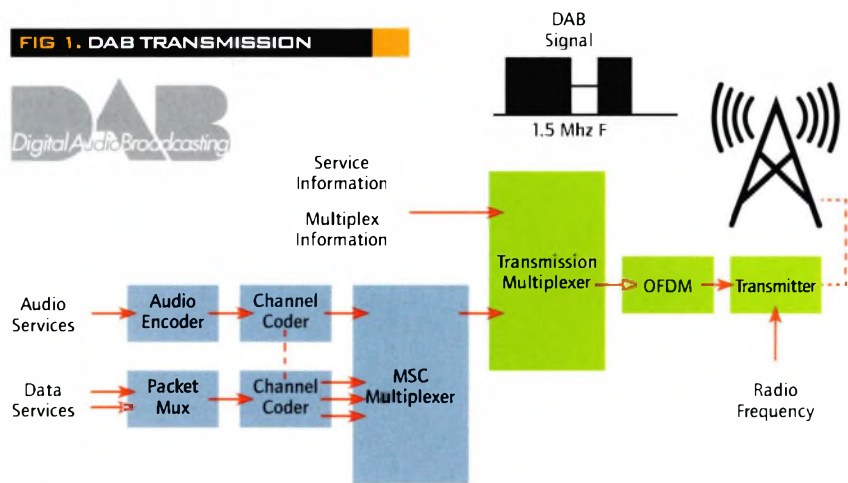 FIG 1. DAB TRANSMISSION
DAB
Digital Audio Broadcasting
DAB
Signal
1.5 Mhz F
Service
Information
Multiplex
Information
Transmission
Multiplexer
OFDM
Transmitter
Radio
Frequency
Audio
Services
Audio
Encoder
Channel
Coder
MSC
Multiplexer
Data
Services
Packet
Mux
Channel
Coder